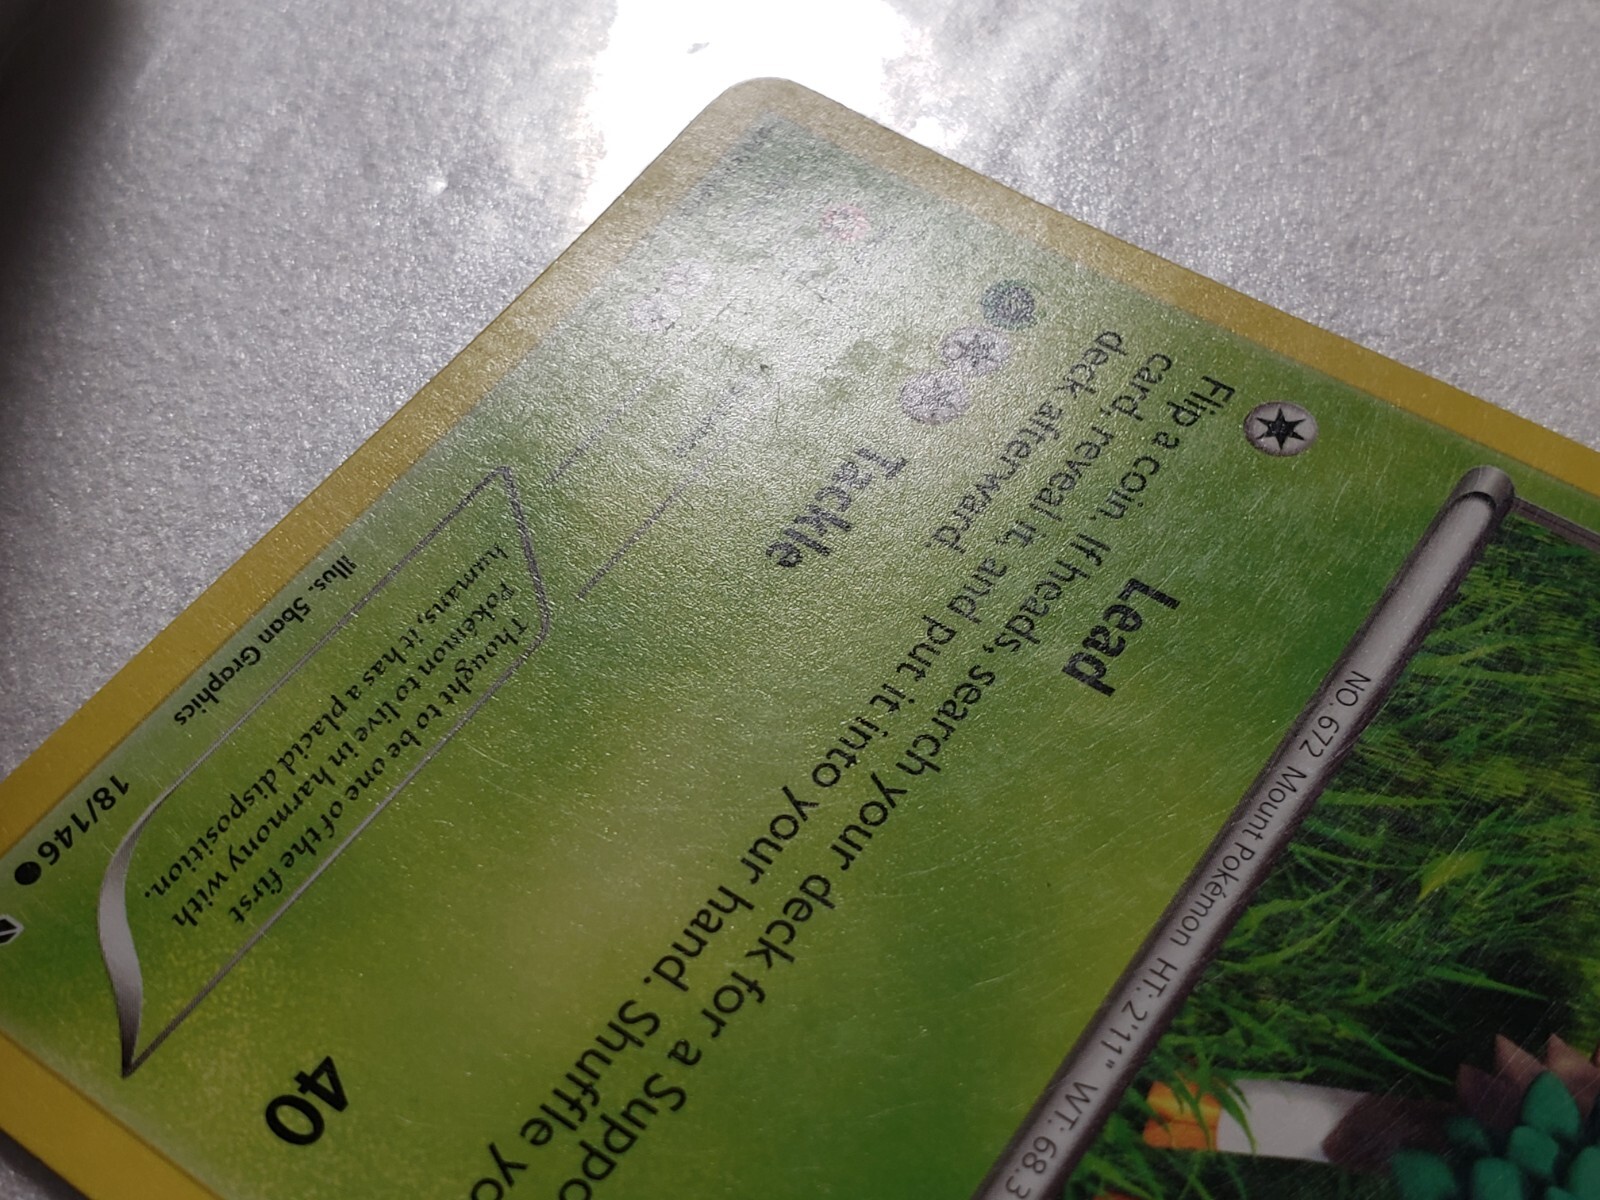 NO. 672 Mount Pokémon HT: 2'11" WT: 68.3
Lead
Flip a coin. If heads, search your deck for a Suppo
card, reveal it, and put it into your hand. Shuffle yo
deck afterward.
Tackle 40
Thought to be one of the first
Pokémon to live in harmony with
humans, it has a placid disposition.
Illus. 5ban Graphics 18/146